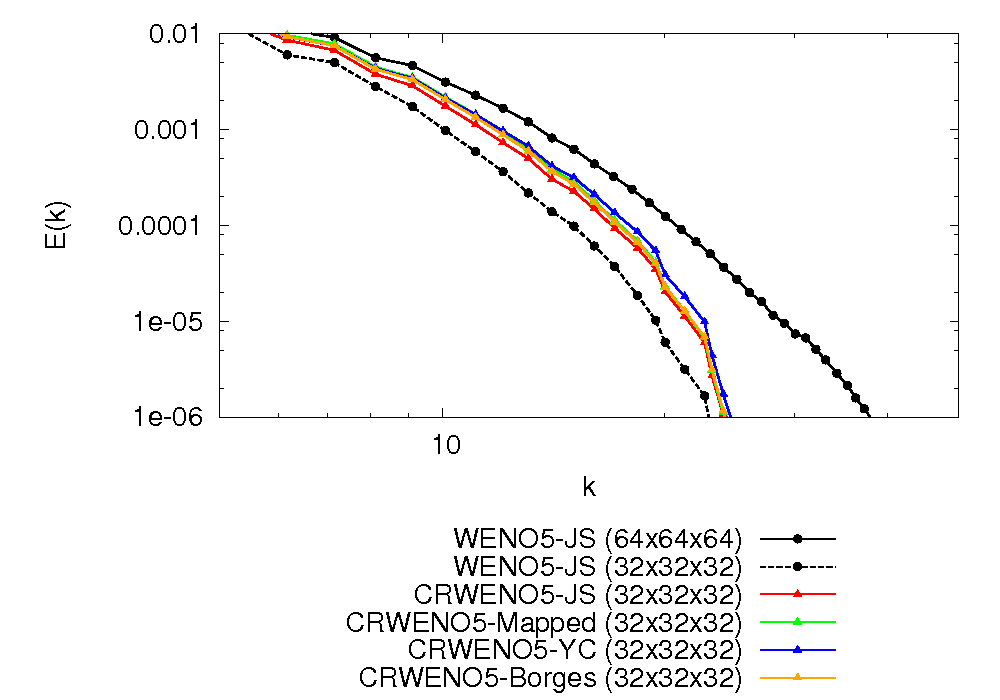 0.01
0.001
0.0001
1e-05
1e-06
E(k)
10
k
WENO5-JS (64x64x64)
WENO5-JS (32x32x32)
CRWENO5-JS (32x32x32)
CRWENO5-Mapped (32x32x32)
CRWENO5-YC (32x32x32)
CRWENO5-Borges (32x32x32)